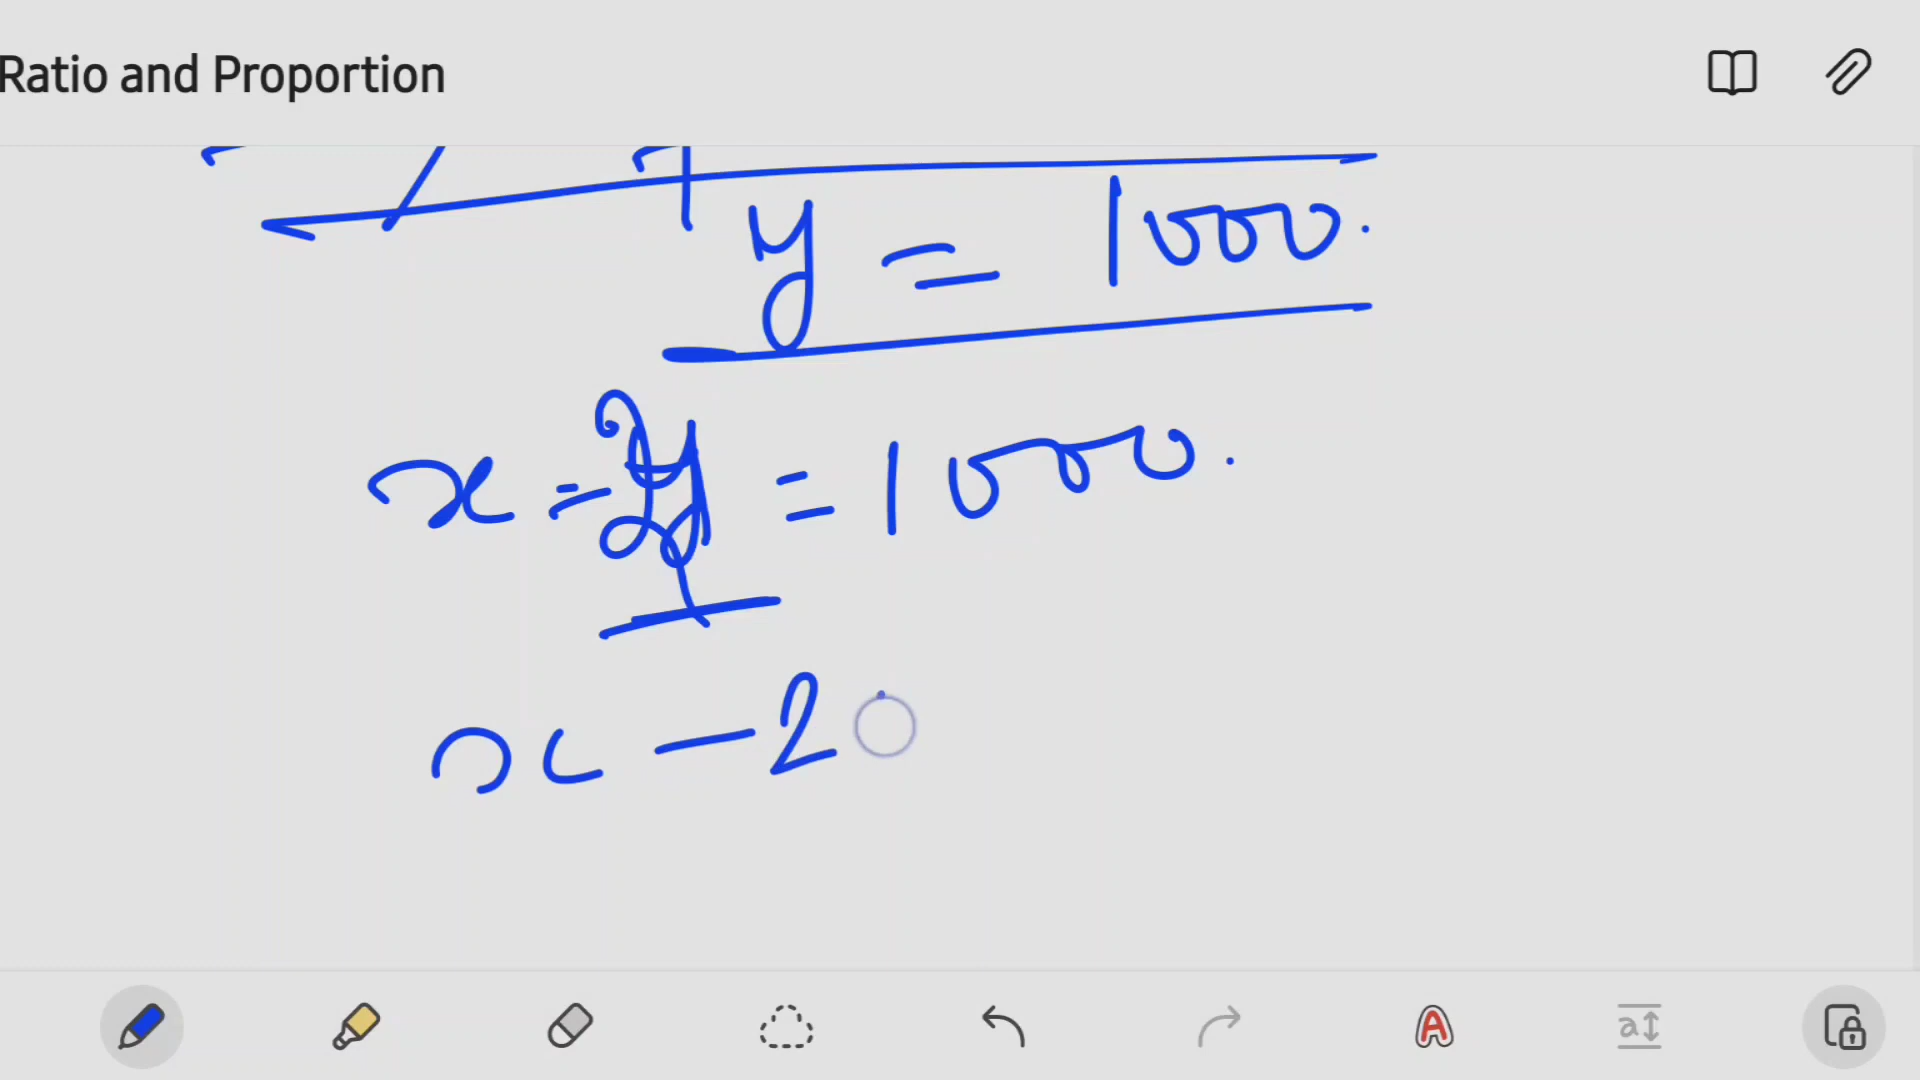 Ratio and Proportion
y = 1000.
x - 2y = 1000.
x - 2